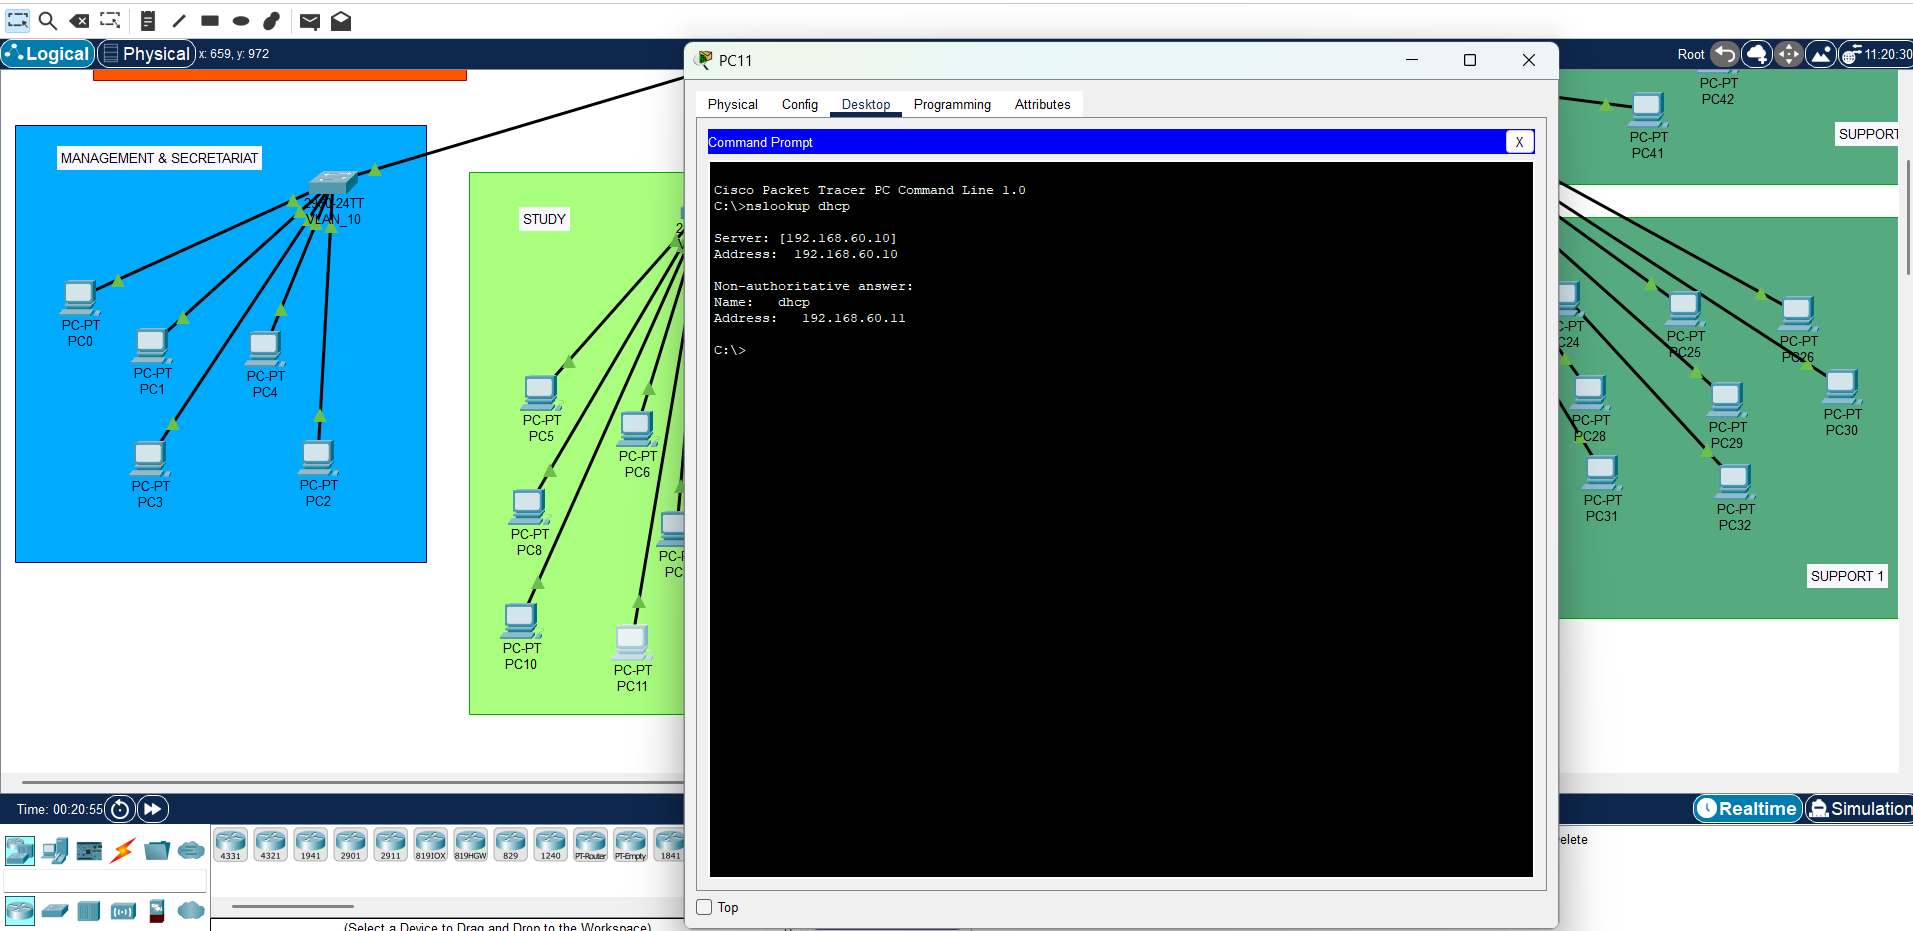 Logical
Physical
x: 659, y: 972
Root
11:20:30
PC11
Physical
Config
Desktop
Programming
Attributes
Command Prompt
X
Cisco Packet Tracer PC Command Line 1.0
C:\>nslookup dhcp
Server: [192.168.60.10]
Address:  192.168.60.10
Non-authoritative answer:
Name:   dhcp
Address:   192.168.60.11
C:\>
Top
MANAGEMENT & SECRETARIAT
VLAN_10
PC-PT
PC0
PC-PT
PC1
PC-PT
PC4
PC-PT
PC3
PC-PT
PC2
STUDY
PC-PT
PC5
PC-PT
PC6
PC-PT
PC8
PC-PT
PC10
PC-PT
PC11
PC-PT
PC42
PC-PT
PC41
SUPPORT
PC-PT
PC25
PC-PT
PC26
PC-PT
PC28
PC-PT
PC29
PC-PT
PC30
PC-PT
PC31
PC-PT
PC32
SUPPORT 1
Time: 00:20:55
Realtime
Simulation
4331
4321
1941
2901
2911
819IOX
819HGW
829
1240
PT-Router
PT-Empty
1841
elete
(Select a Device to Drag and Drop to the Workspace)